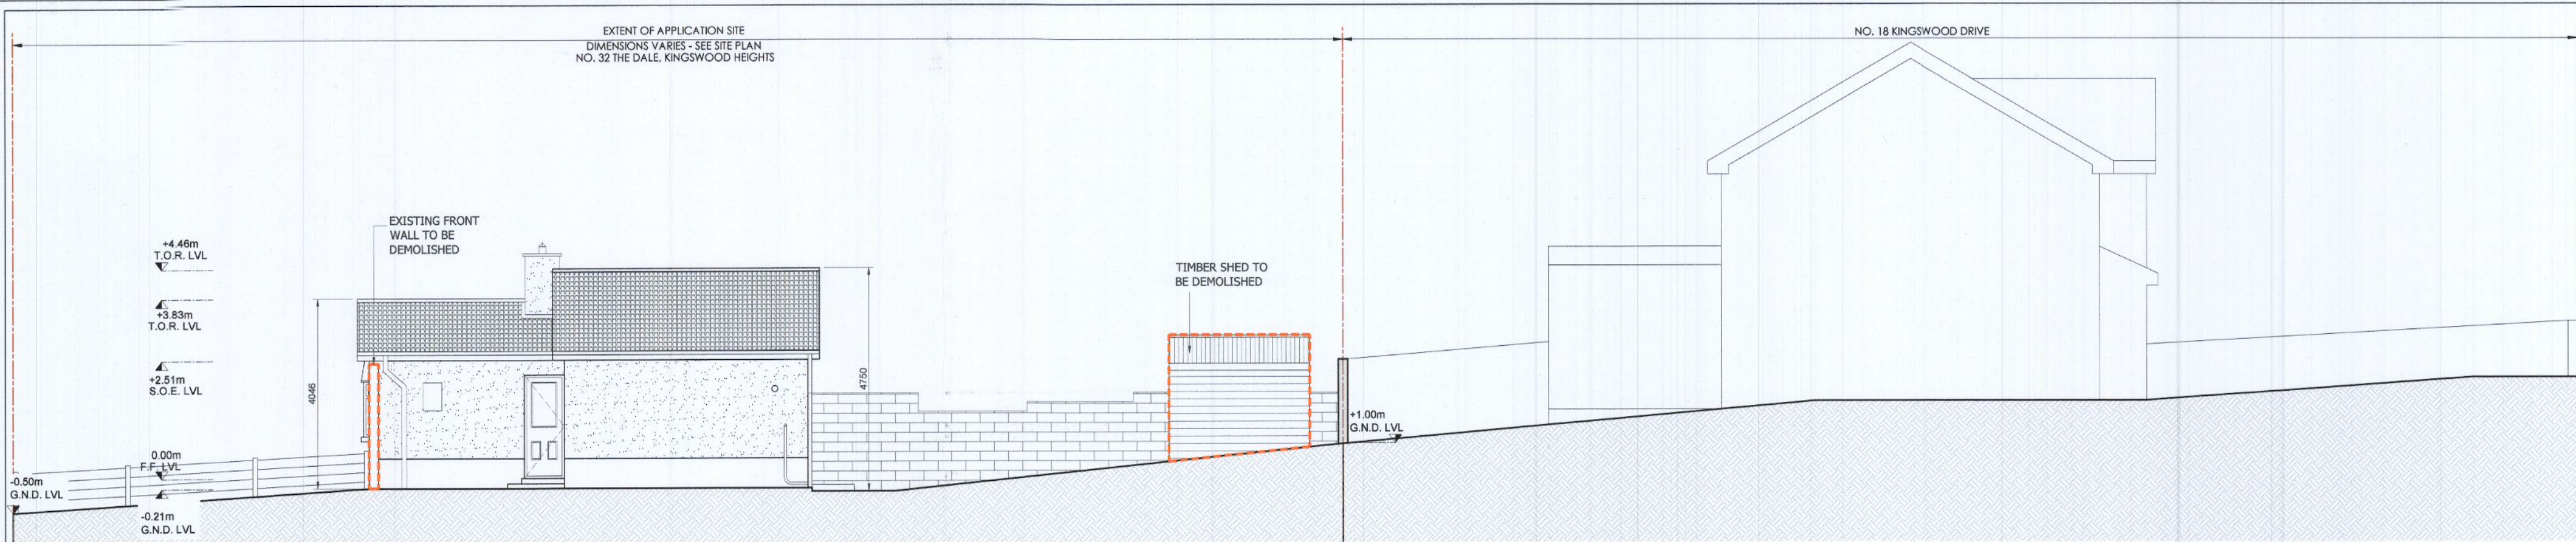 EXTENT OF APPLICATION SITE
DIMENSIONS VARIES - SEE SITE PLAN
NO. 32 THE DALE, KINGSWOOD HEIGHTS
NO. 18 KINGSWOOD DRIVE
EXISTING FRONT
WALL TO BE
DEMOLISHED
+4.46m
T.O.R. LVL
+3.83m
T.O.R. LVL
+2.51m
S.O.E. LVL
0.00m
F.F. LVL
-0.50m
G.N.D. LVL
-0.21m
G.N.D. LVL
4046
4750
TIMBER SHED TO
BE DEMOLISHED
+1.00m
G.N.D. LVL